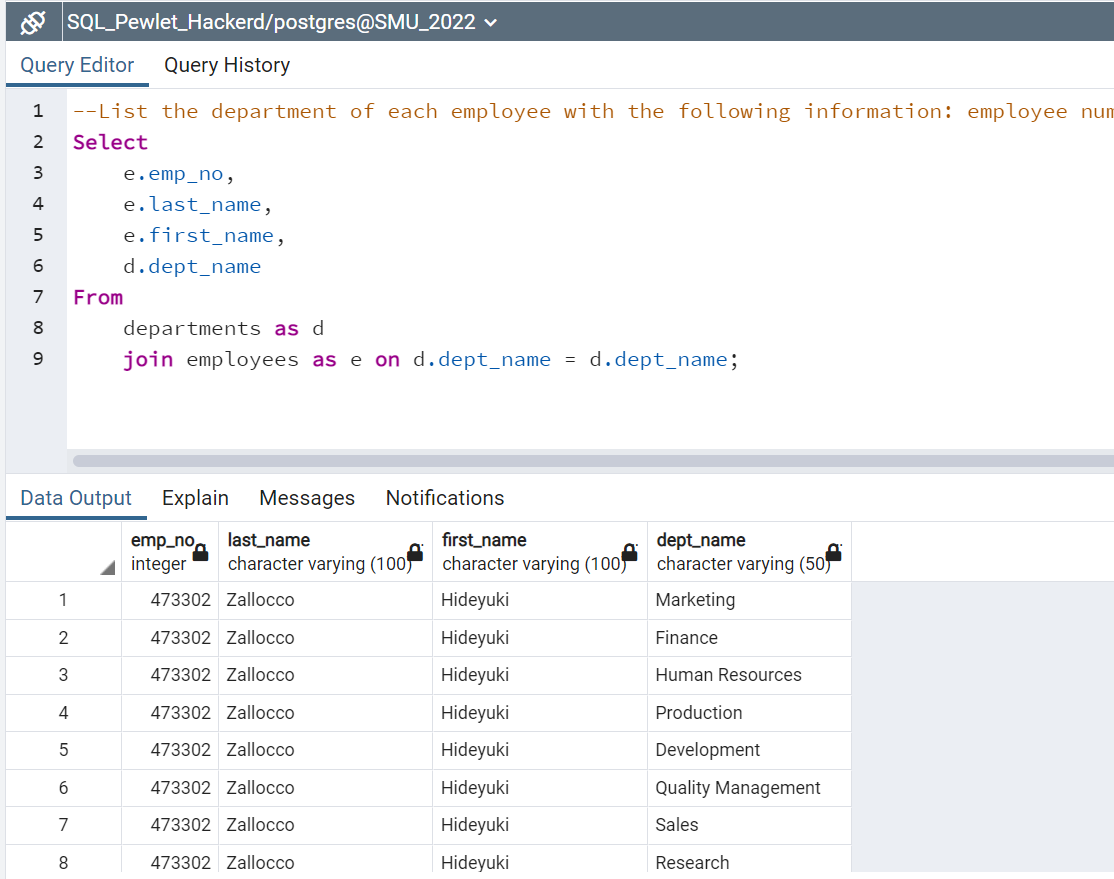 SQL_Pewlet_Hackerd/postgres@SMU_2022
Query Editor Query History
1 --List the department of each employee with the following information: employee num
2 Select
3 e.emp_no,
4 e.last_name,
5 e.first_name,
6 d.dept_name
7 From
8 departments as d
9 join employees as e on d.dept_name = d.dept_name;
Data Output Explain Messages Notifications
emp_no last_name first_name dept_name
integer character varying (100) character varying (100) character varying (50)
1 473302 Zallocco Hideyuki Marketing
2 473302 Zallocco Hideyuki Finance
3 473302 Zallocco Hideyuki Human Resources
4 473302 Zallocco Hideyuki Production
5 473302 Zallocco Hideyuki Development
6 473302 Zallocco Hideyuki Quality Management
7 473302 Zallocco Hideyuki Sales
8 473302 Zallocco Hideyuki Research